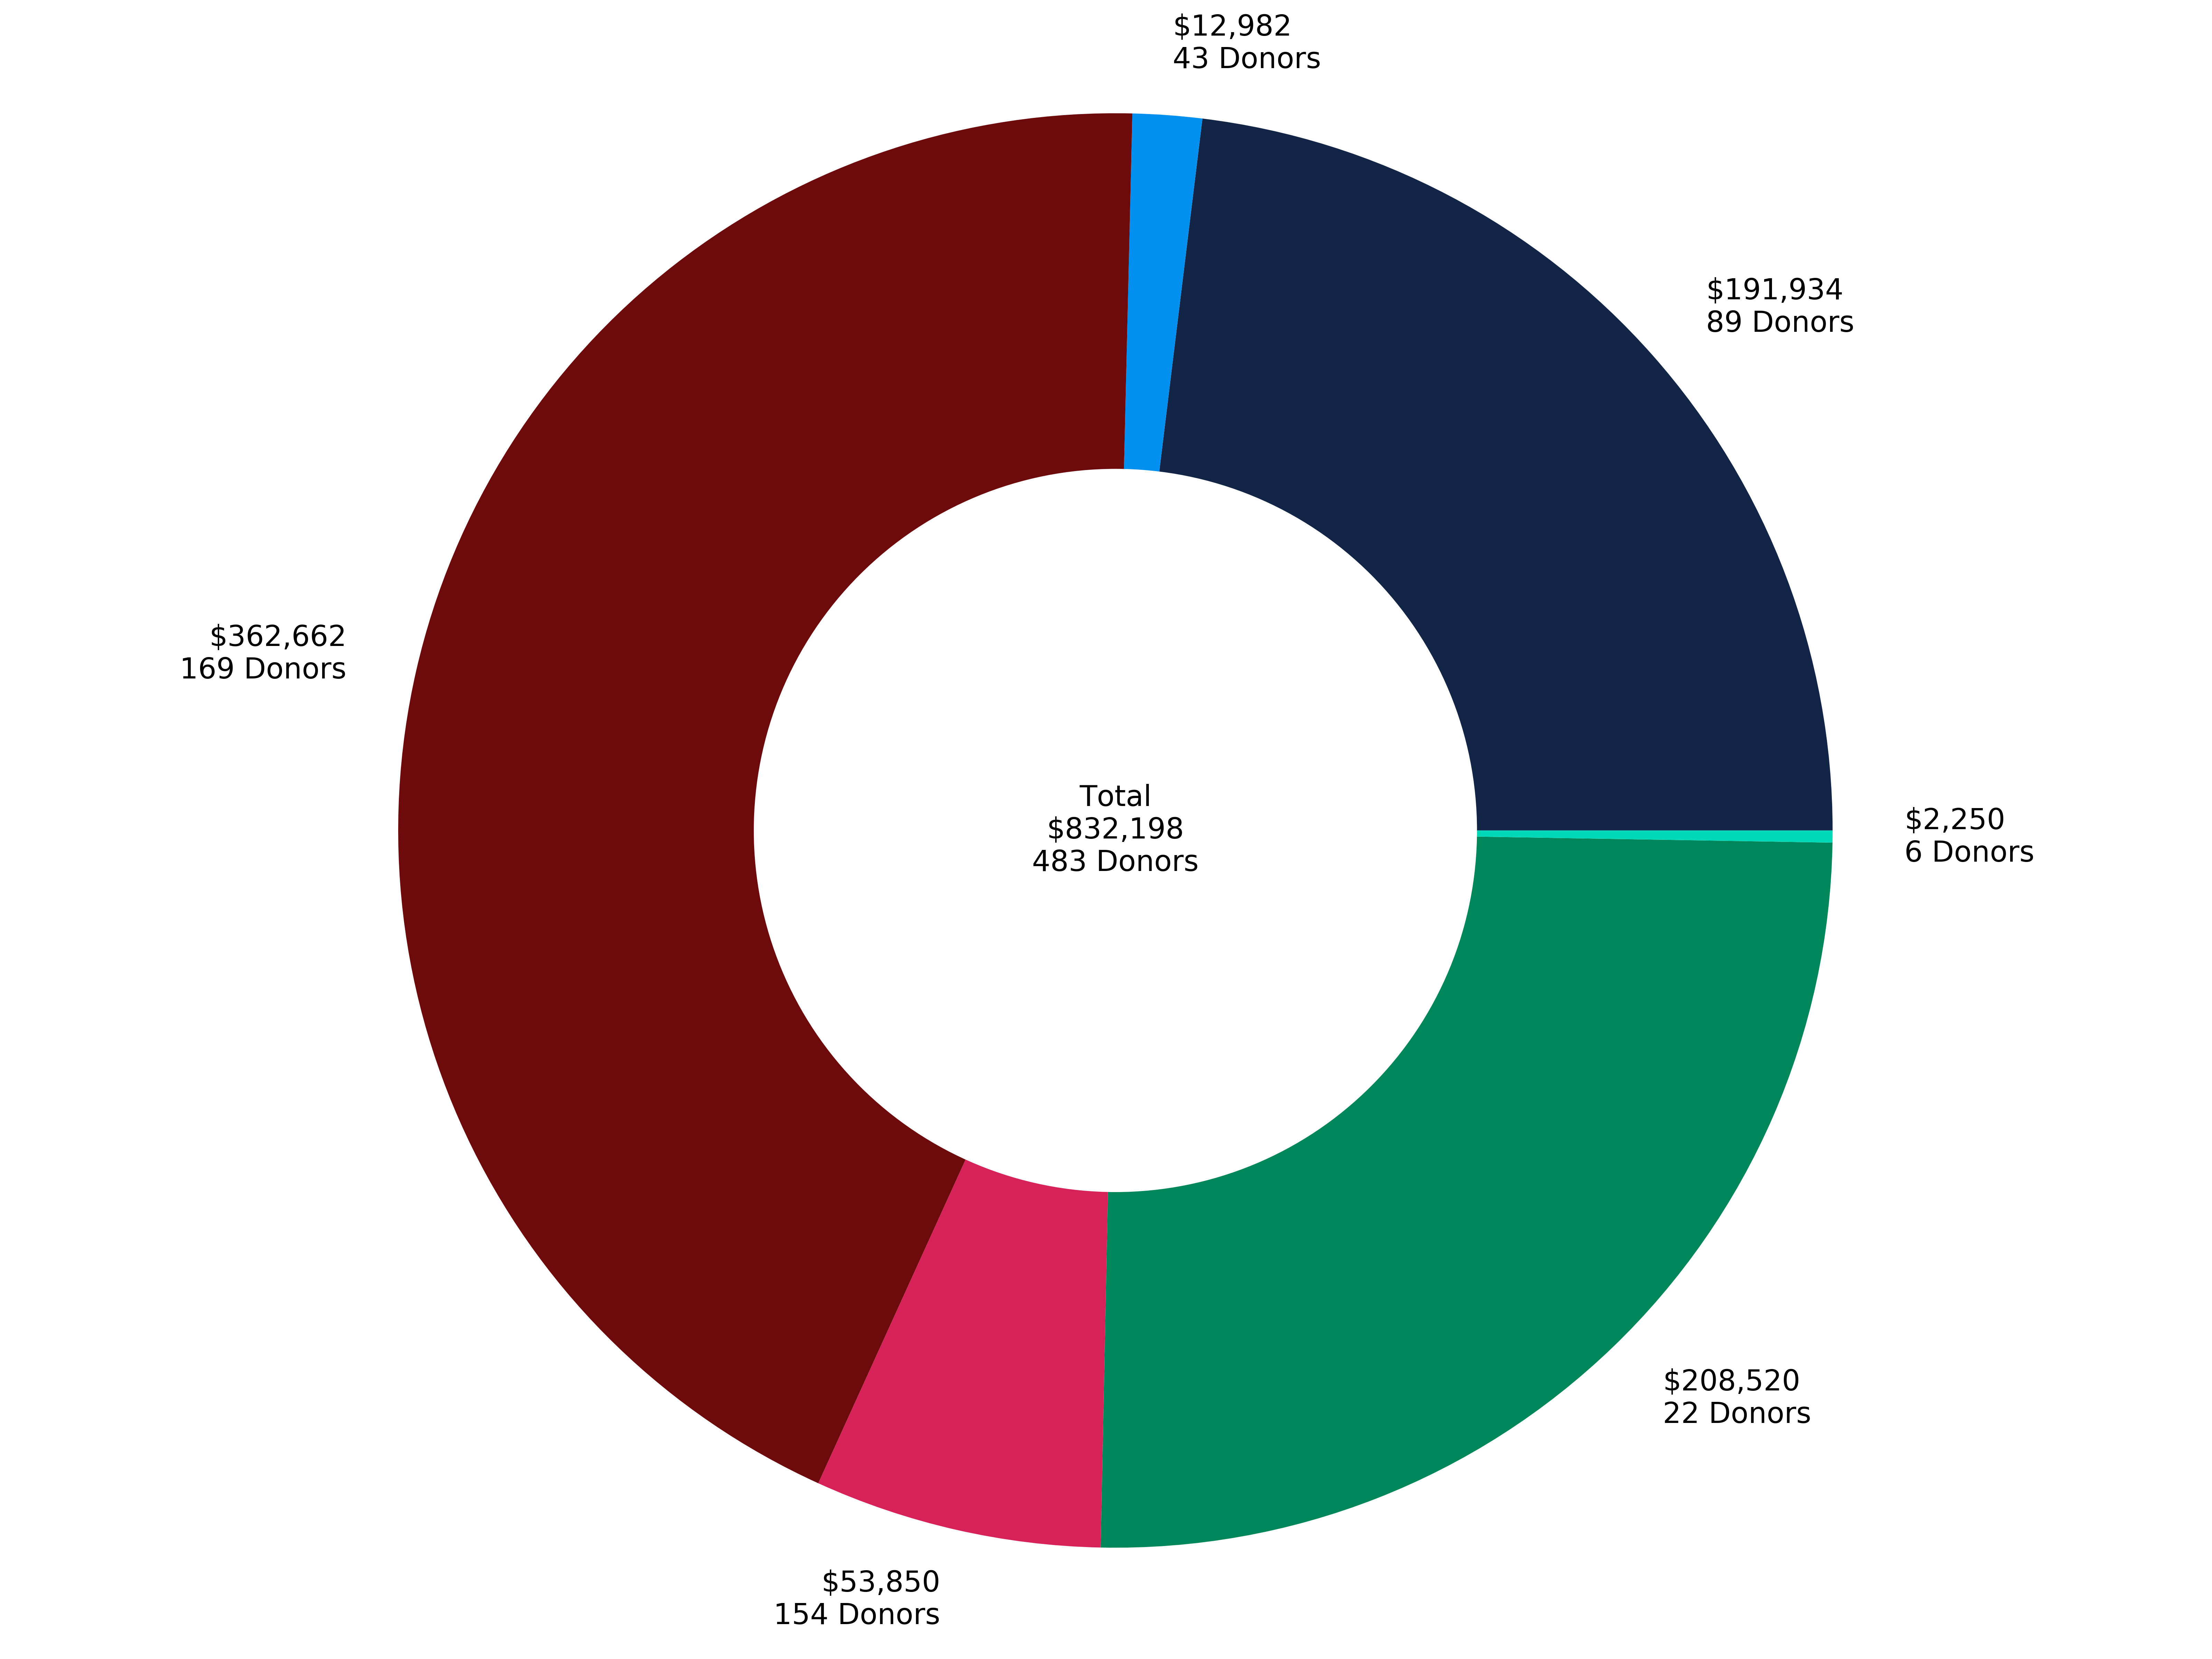 $12,982
43 Donors
$191,934
89 Donors
$362,662
169 Donors
Total
$832,198
483 Donors
$2,250
6 Donors
$208,520
22 Donors
$53,850
154 Donors